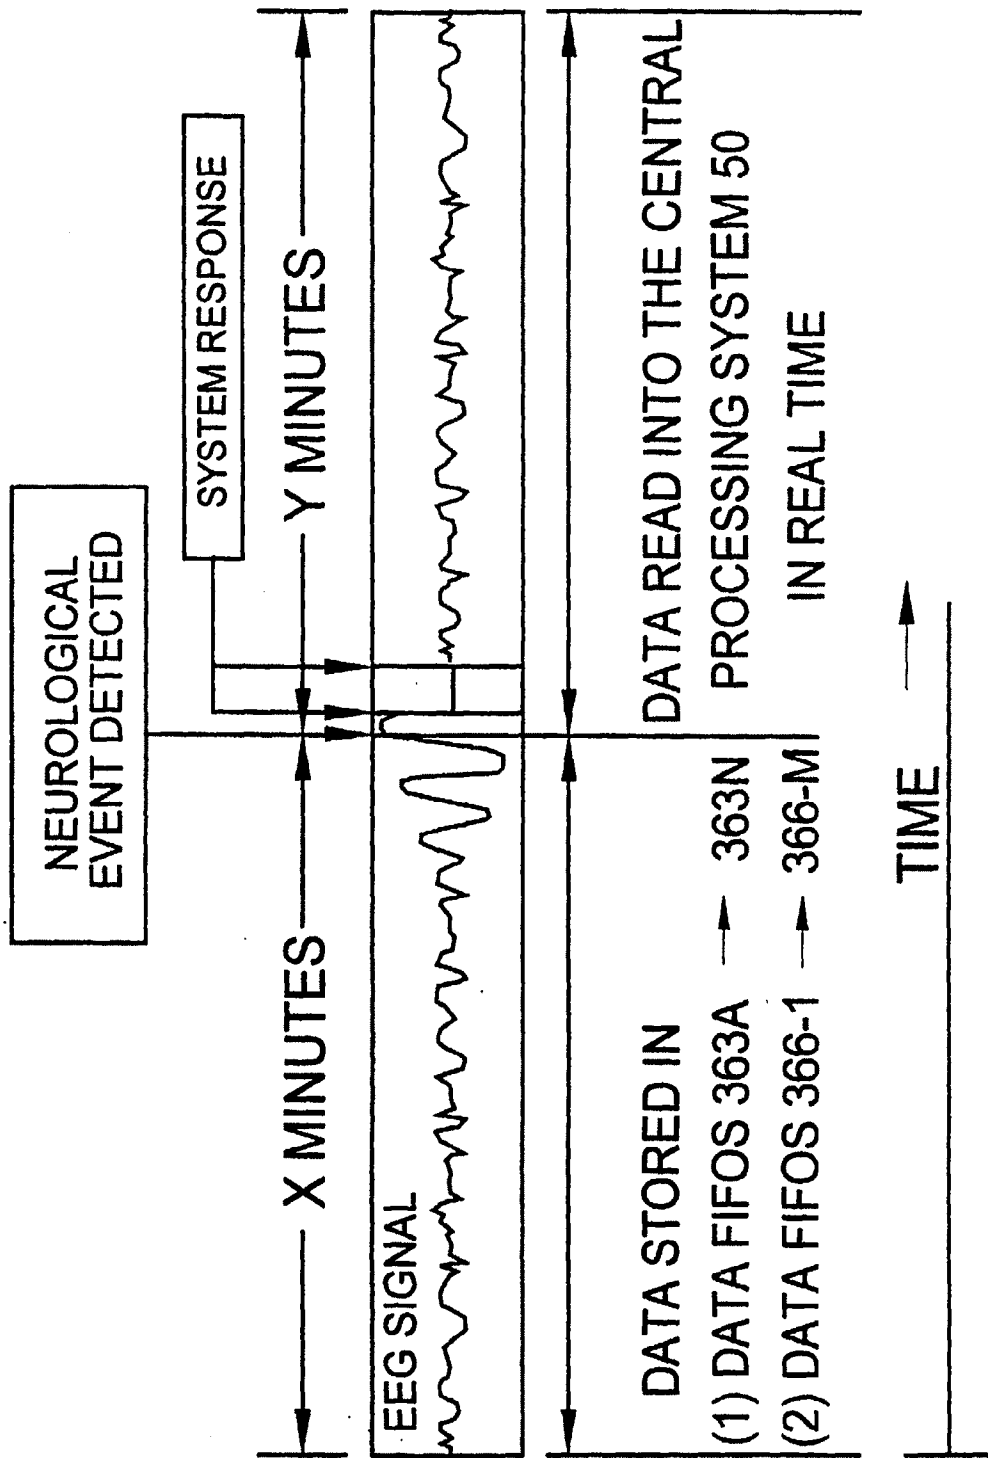 NEUROLOGICAL
EVENT DETECTED
SYSTEM RESPONSE
X MINUTES
Y MINUTES
EEG SIGNAL
DATA STORED IN
(1) DATA FIFOS 363A → 363N
(2) DATA FIFOS 366-1 → 366-M
DATA READ INTO THE CENTRAL
PROCESSING SYSTEM 50
IN REAL TIME
TIME →